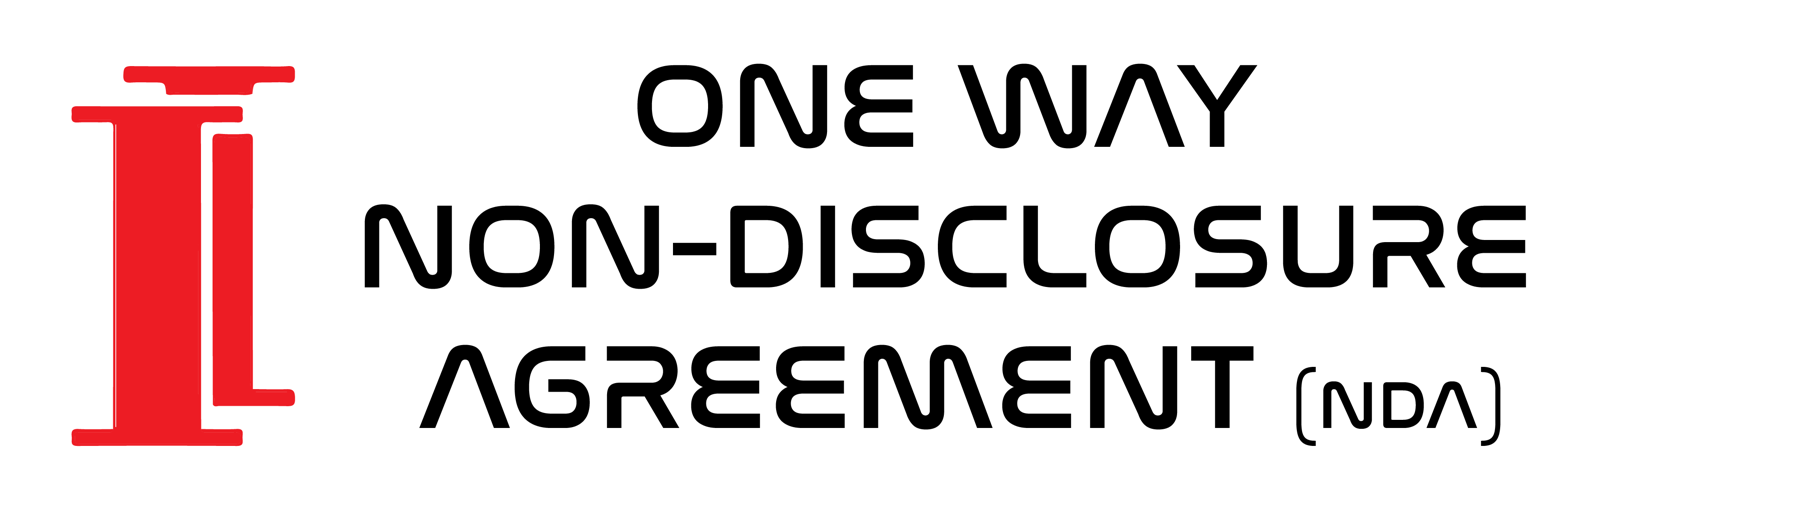 ONE WAY
NON-DISCLOSURE
AGREEMENT (NDA)